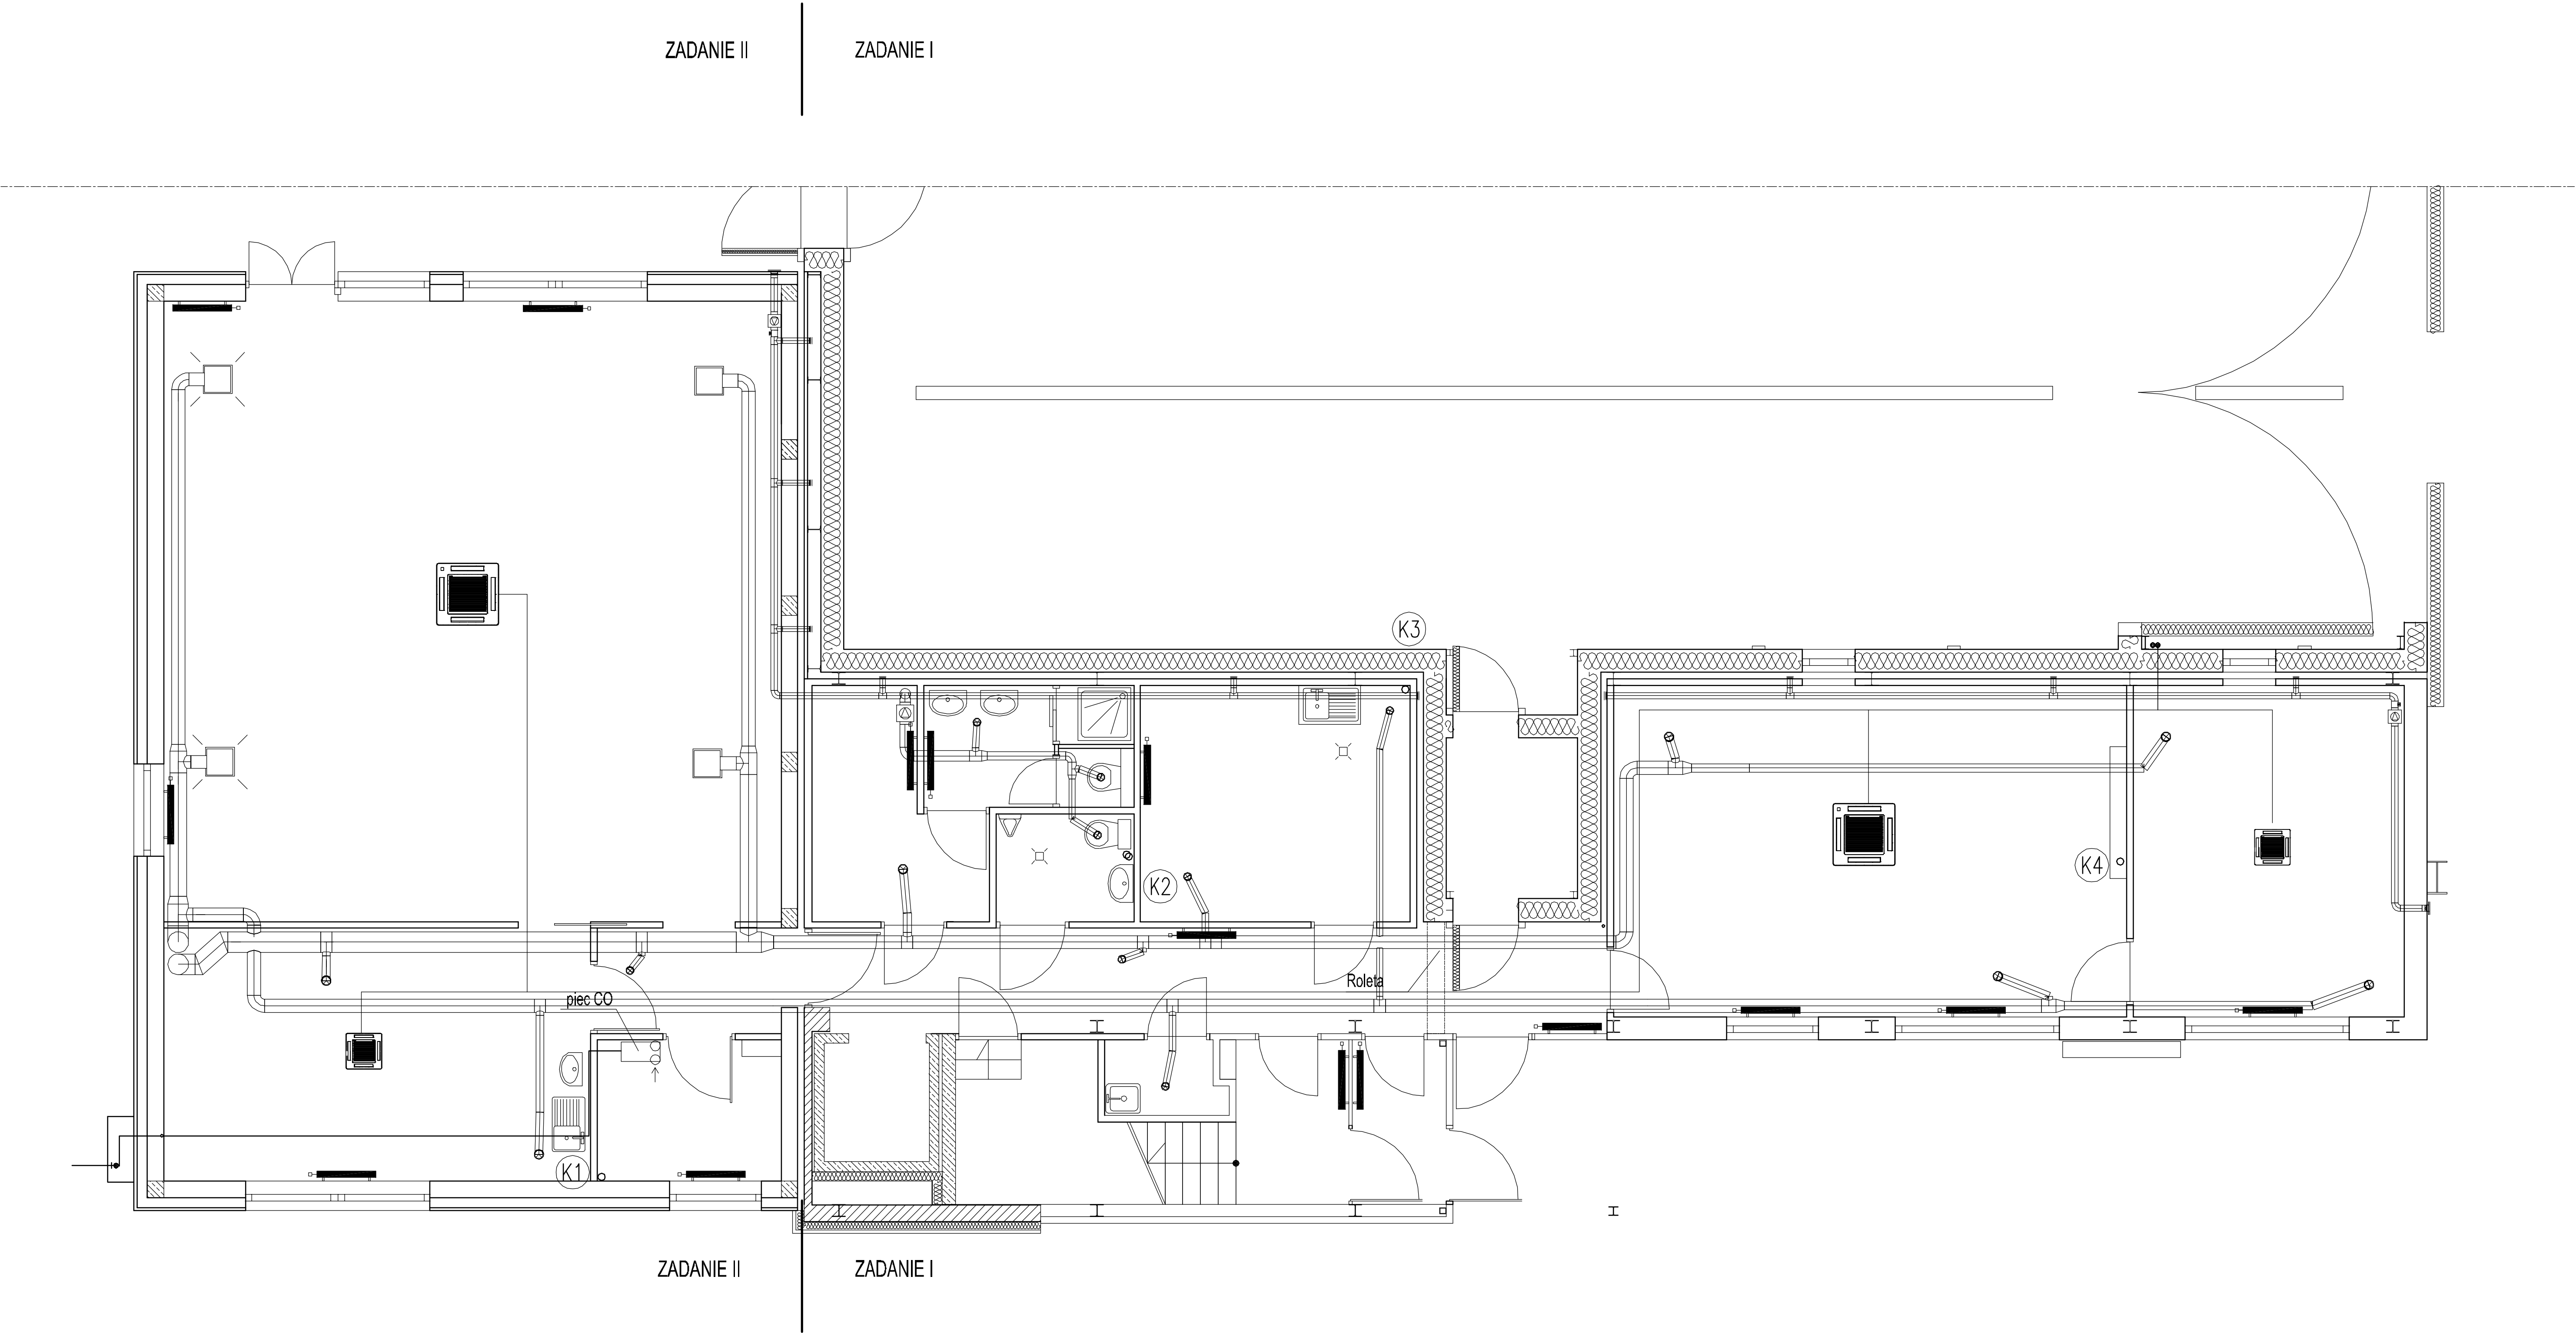 ZADANIE II
ZADANIE I
K3
K4
K2
Roleta
piec CO
K1
ZADANIE II
ZADANIE I